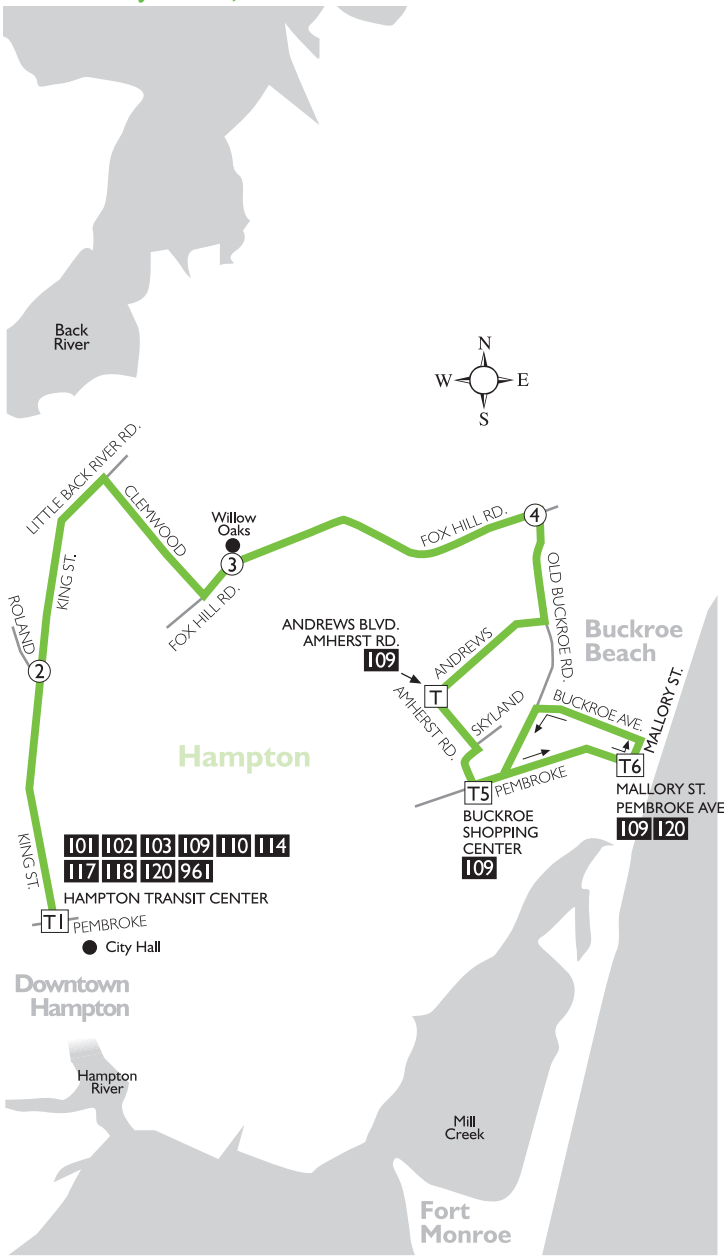 Back
River
N
W
E
S
LITTLE BACK RIVER RD.
CLEMWOOD
Willow
Oaks
3
FOX HILL RD.
4
KING ST.
FOX HILL RD.
ROLAND
2
OLD BUCKROE RD.
ANDREWS BLVD.
AMHERST RD.
109
ANDREWS
Buckroe
Beach
T
AMHERST RD.
SKYLAND
BUCKROE AVE.
MALLORY ST.
Hampton
T5
PEMBROKE
T6
BUCKROE
SHOPPING
CENTER
109
MALLORY ST.
PEMBROKE AVE
109 120
KING ST.
101 102 103 109 110 114
117 118 120 961
HAMPTON TRANSIT CENTER
T1
PEMBROKE
City Hall
Downtown
Hampton
Hampton
River
Mill
Creek
Fort
Monroe